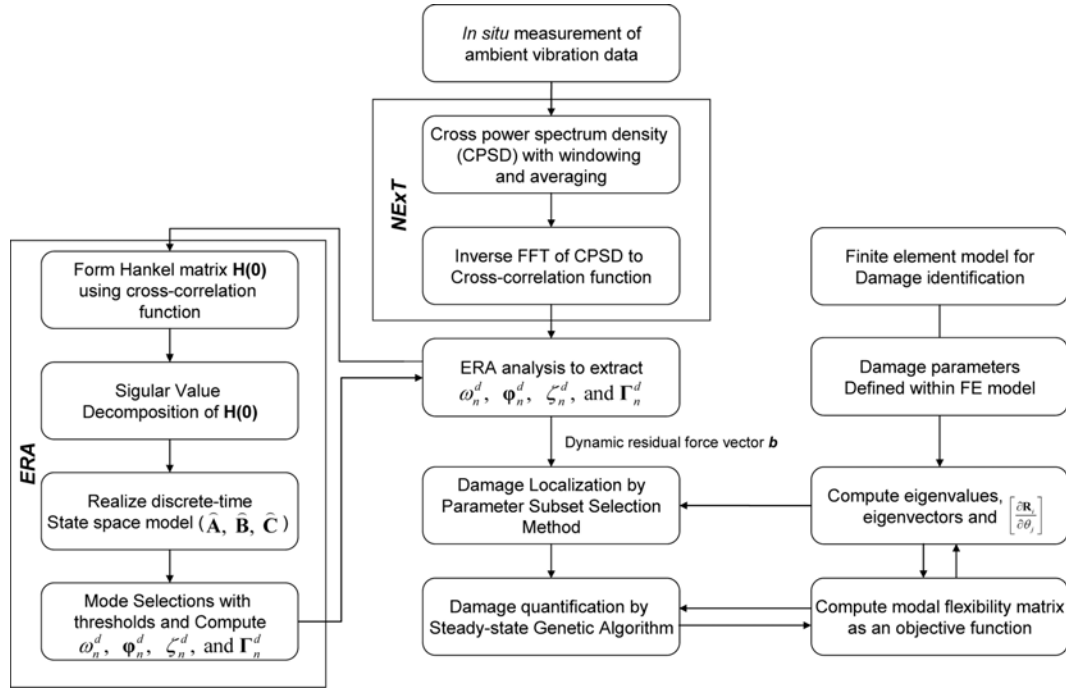 In situ measurement of
ambient vibration data
NExT
Cross power spectrum density
(CPSD) with windowing
and averaging
Inverse FFT of CPSD to
Cross-correlation function
ERA analysis to extract
ω_n^d, φ_n^d, ζ_n^d, and Γ_n^d
Dynamic residual force vector b
Damage Localization by
Parameter Subset Selection
Method
Damage quantification by
Steady-state Genetic Algorithm
ERA
Form Hankel matrix H(0)
using cross-correlation
function
Sigular Value
Decomposition of H(0)
Realize discrete-time
State space model (Â, B̂, Ĉ)
Mode Selections with
thresholds and Compute
ω_n^d, φ_n^d, ζ_n^d, and Γ_n^d
Finite element model for
Damage identification
Damage parameters
Defined within FE model
Compute eigenvalues,
eigenvectors and [∂R_i/∂θ_j]
Compute modal flexibility matrix
as an objective function